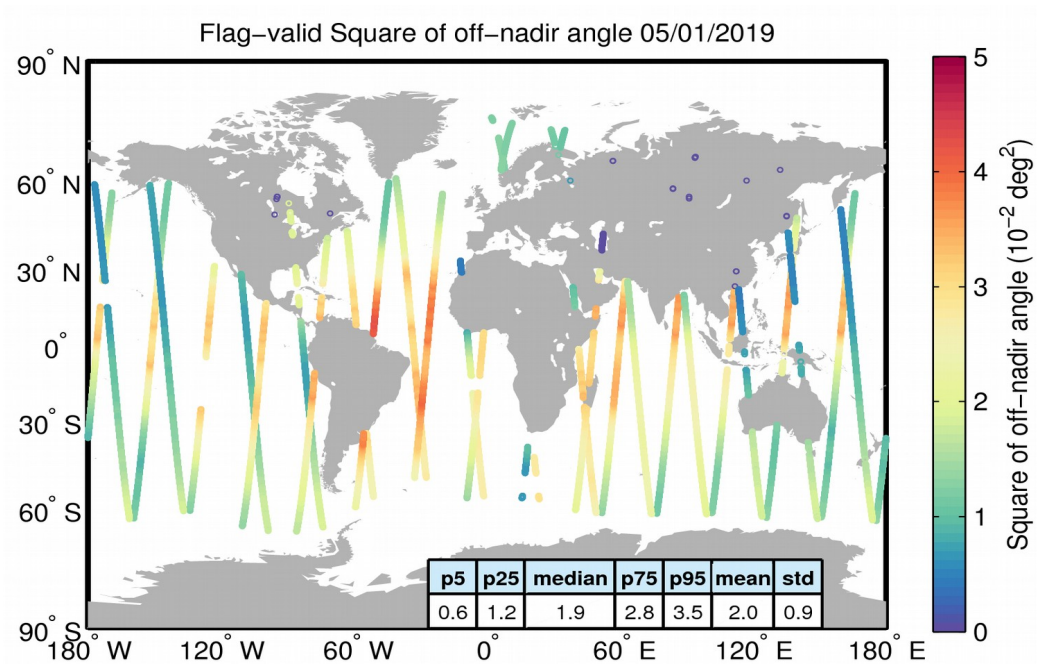 Flag−valid Square of off−nadir angle 05/01/2019
90° N
60° N
30° N
0°
30° S
60° S
90° S
180° W
120° W
60° W
0°
60° E
120° E
180° E
p5 p25 median p75 p95 mean std
0.6 1.2 1.9 2.8 3.5 2.0 0.9
5
4
3
2
1
0
Square of off−nadir angle (10⁻² deg²)